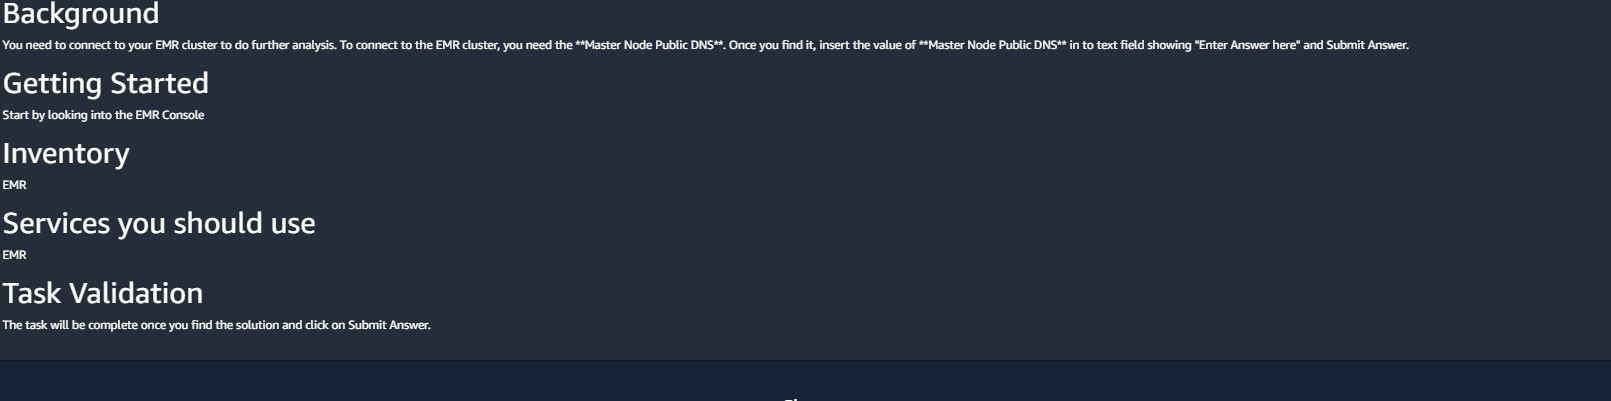 Background
You need to connect to your EMR cluster to do further analysis. To connect to the EMR cluster, you need the **Master Node Public DNS**. Once you find it, insert the value of **Master Node Public DNS** in to text field showing "Enter Answer here" and Submit Answer.
Getting Started
Start by looking into the EMR Console
Inventory
EMR
Services you should use
EMR
Task Validation
The task will be complete once you find the solution and click on Submit Answer.